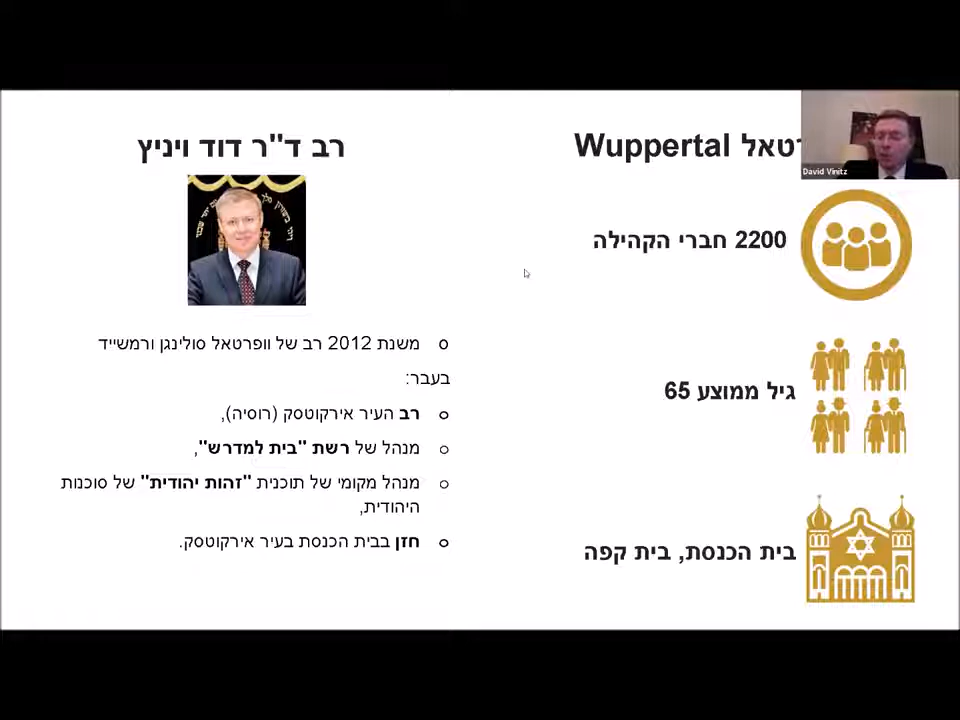 טאל Wuppertal
David Vinitz
2200 חברי הקהילה
גיל ממוצע 65
בית הכנסת, בית קפה
רב ד"ר דוד ויניץ
משנת 2012 רב של וופרטאל סולינגן ורמשייד
בעבר:
רב העיר אירקוטסק (רוסיה),
מנהל של רשת "בית למדרש",
מנהל מקומי של תוכנית "זהות יהודית" של סוכנות
היהודית,
חזן בבית הכנסת בעיר אירקוטסק.